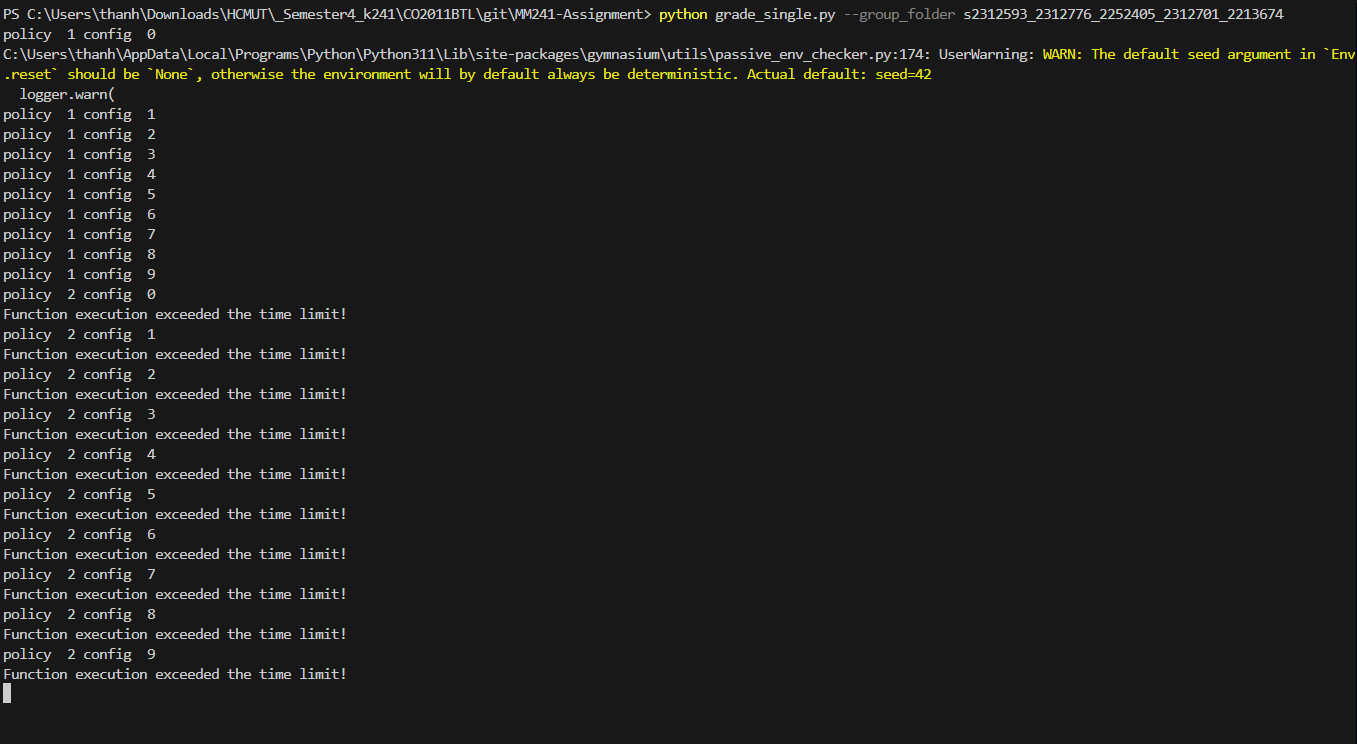 PS C:\Users\thanh\Downloads\HCMUT\_Semester4_k241\CO2011BTL\git\MM241-Assignment> python grade_single.py --group_folder s2312593_2312776_2252405_2312701_2213674
policy  1 config  0
C:\Users\thanh\AppData\Local\Programs\Python\Python311\Lib\site-packages\gymnasium\utils\passive_env_checker.py:174: UserWarning: WARN: The default seed argument in `Env
.reset` should be `None`, otherwise the environment will by default always be deterministic. Actual default: seed=42
  logger.warn(
policy  1 config  1
policy  1 config  2
policy  1 config  3
policy  1 config  4
policy  1 config  5
policy  1 config  6
policy  1 config  7
policy  1 config  8
policy  1 config  9
policy  2 config  0
Function execution exceeded the time limit!
policy  2 config  1
Function execution exceeded the time limit!
policy  2 config  2
Function execution exceeded the time limit!
policy  2 config  3
Function execution exceeded the time limit!
policy  2 config  4
Function execution exceeded the time limit!
policy  2 config  5
Function execution exceeded the time limit!
policy  2 config  6
Function execution exceeded the time limit!
policy  2 config  7
Function execution exceeded the time limit!
policy  2 config  8
Function execution exceeded the time limit!
policy  2 config  9
Function execution exceeded the time limit!